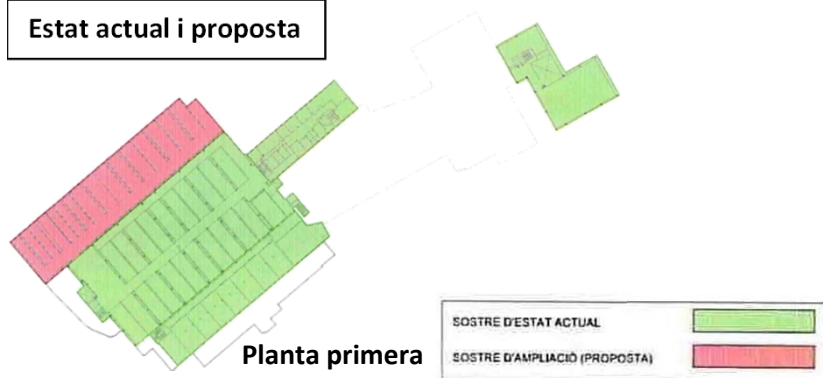 Estat actual i proposta
Planta primera
SOSTRE D'ESTAT ACTUAL
SOSTRE D'AMPLIACIÓ (PROPOSTA)